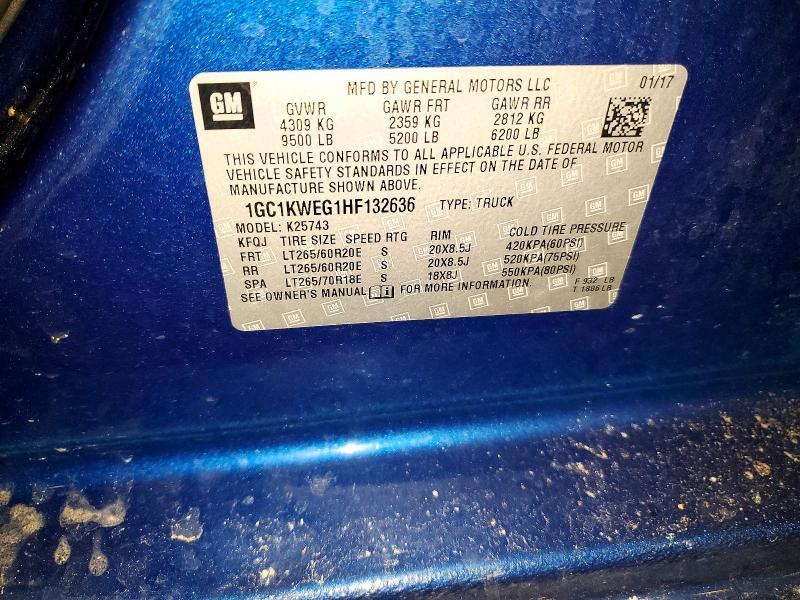 GM
MFD BY GENERAL MOTORS LLC 01/17
GVWR GAWR FRT GAWR RR
4309 KG 2359 KG 2812 KG
9500 LB 5200 LB 6200 LB
THIS VEHICLE CONFORMS TO ALL APPLICABLE U.S. FEDERAL MOTOR
VEHICLE SAFETY STANDARDS IN EFFECT ON THE DATE OF
MANUFACTURE SHOWN ABOVE.
1GC1KWEG1HF132636 TYPE: TRUCK
MODEL: K25743
KFQJ TIRE SIZE SPEED RTG RIM COLD TIRE PRESSURE
FRT LT265/60R20E S 20X8.5J 420KPA(60PSI)
RR LT265/60R20E S 20X8.5J 520KPA(75PSI)
SPA LT265/70R18E S 18X8J 550KPA(80PSI)
SEE OWNER'S MANUAL FOR MORE INFORMATION.
F 932 LB
T 1886 LB